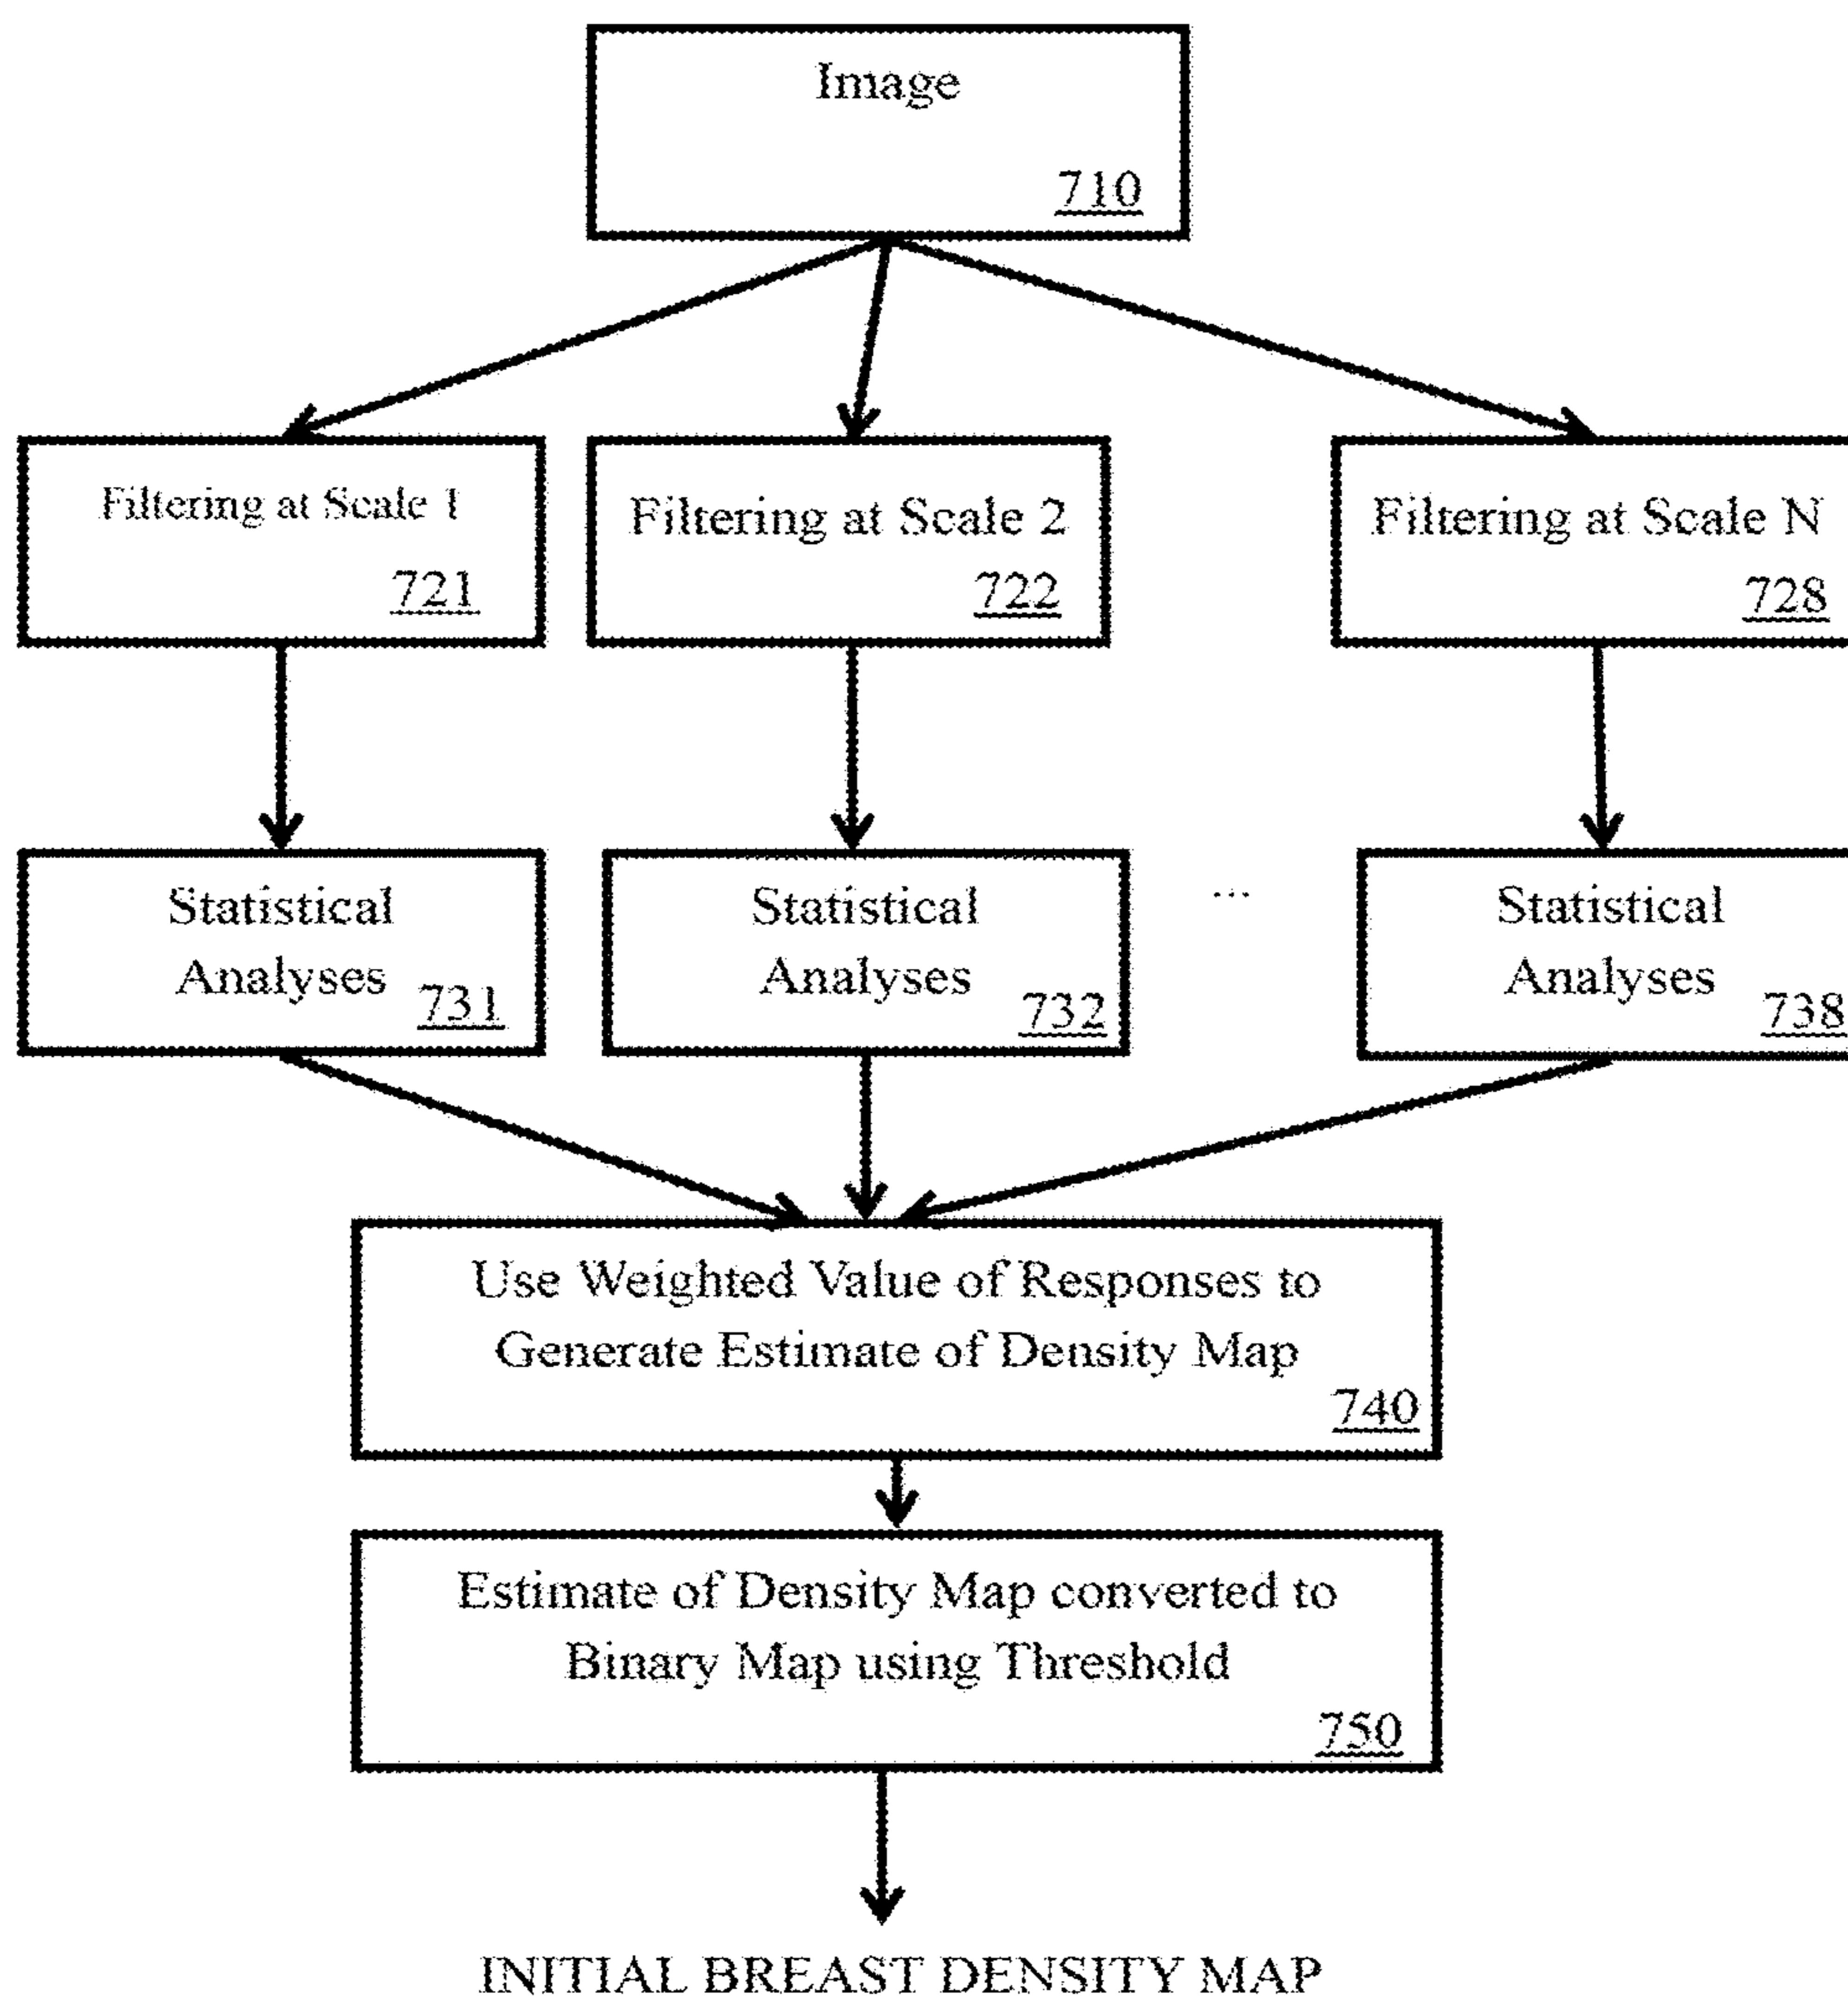 Image
710
Filtering at Scale 1
721
Filtering at Scale 2
722
Filtering at Scale N
728
Statistical
Analyses
731
Statistical
Analyses
732
...
Statistical
Analyses
738
Use Weighted Value of Responses to
Generate Estimate of Density Map
740
Estimate of Density Map converted to
Binary Map using Threshold
750
INITIAL BREAST DENSITY MAP